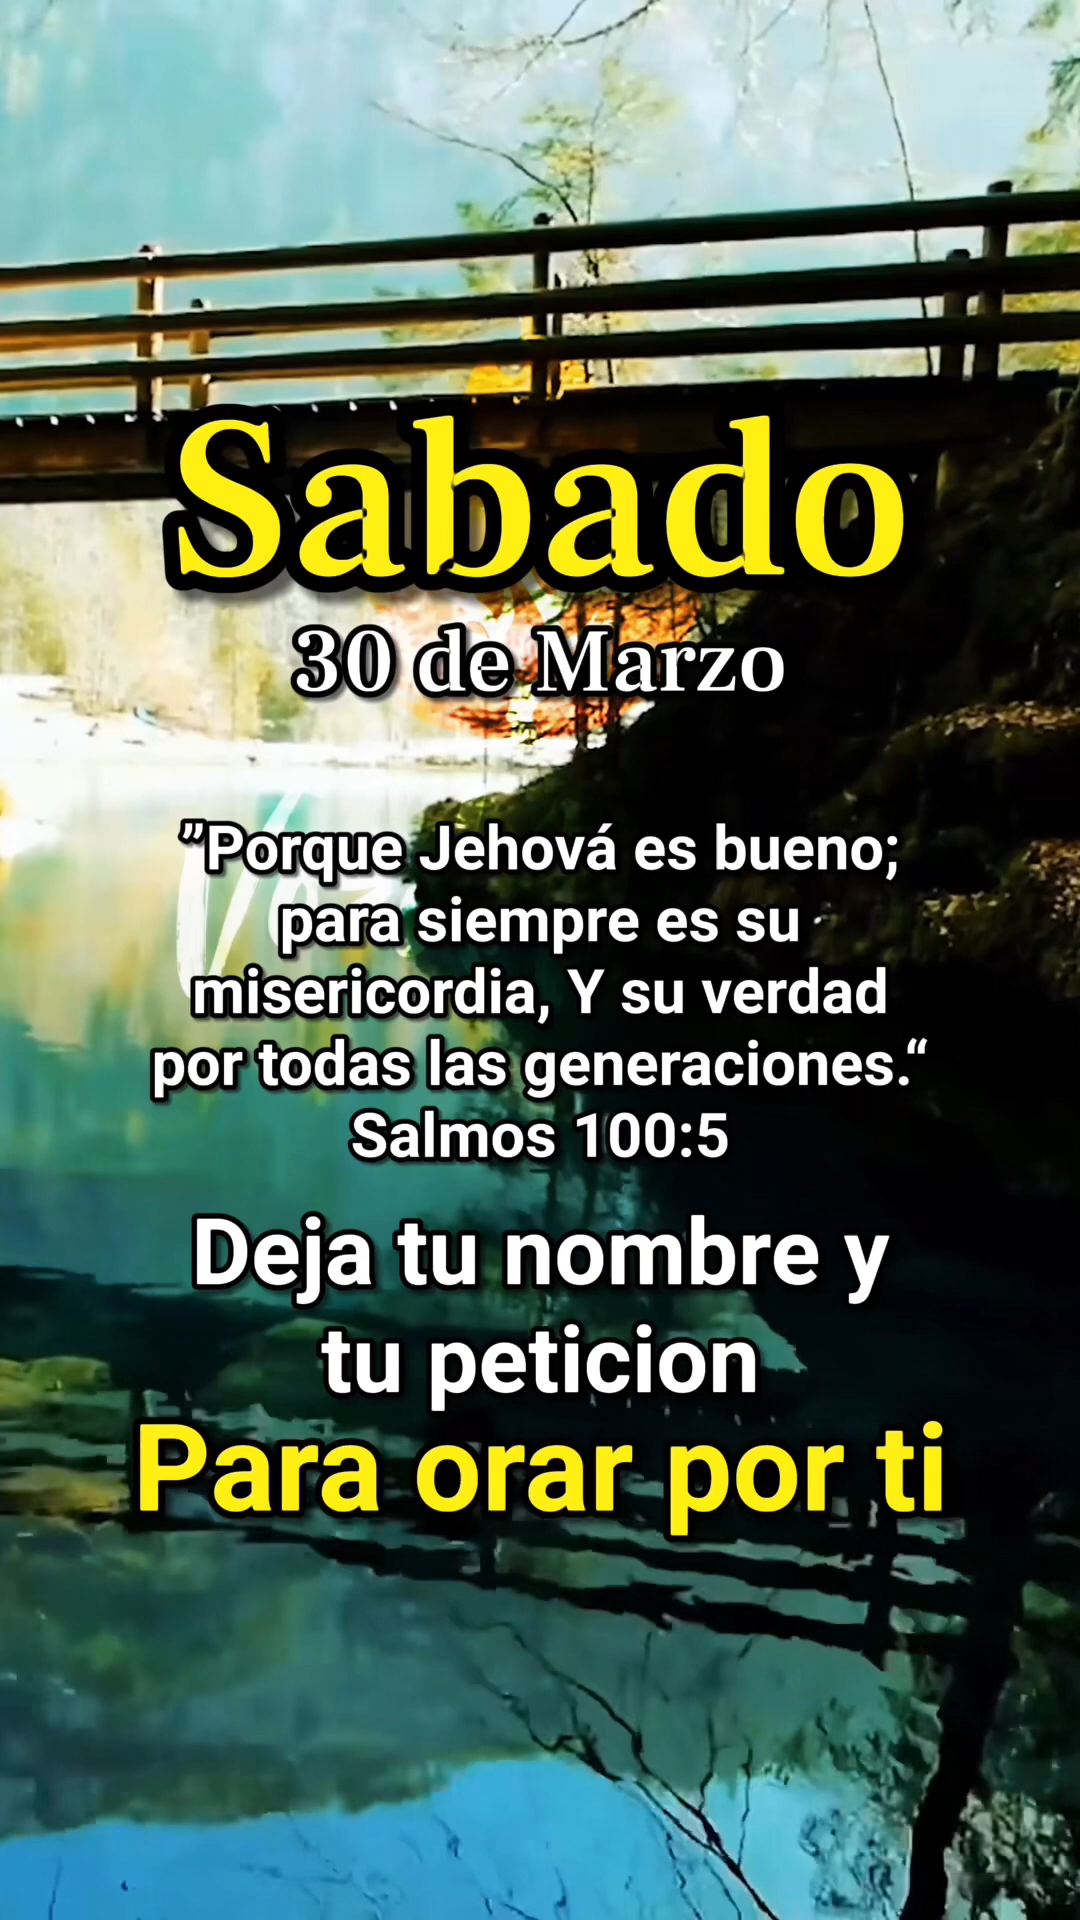 Sabado
30 de Marzo
”Porque Jehová es bueno;
para siempre es su
misericordia, Y su verdad
por todas las generaciones.“
Salmos 100:5
Deja tu nombre y
tu peticion
Para orar por ti